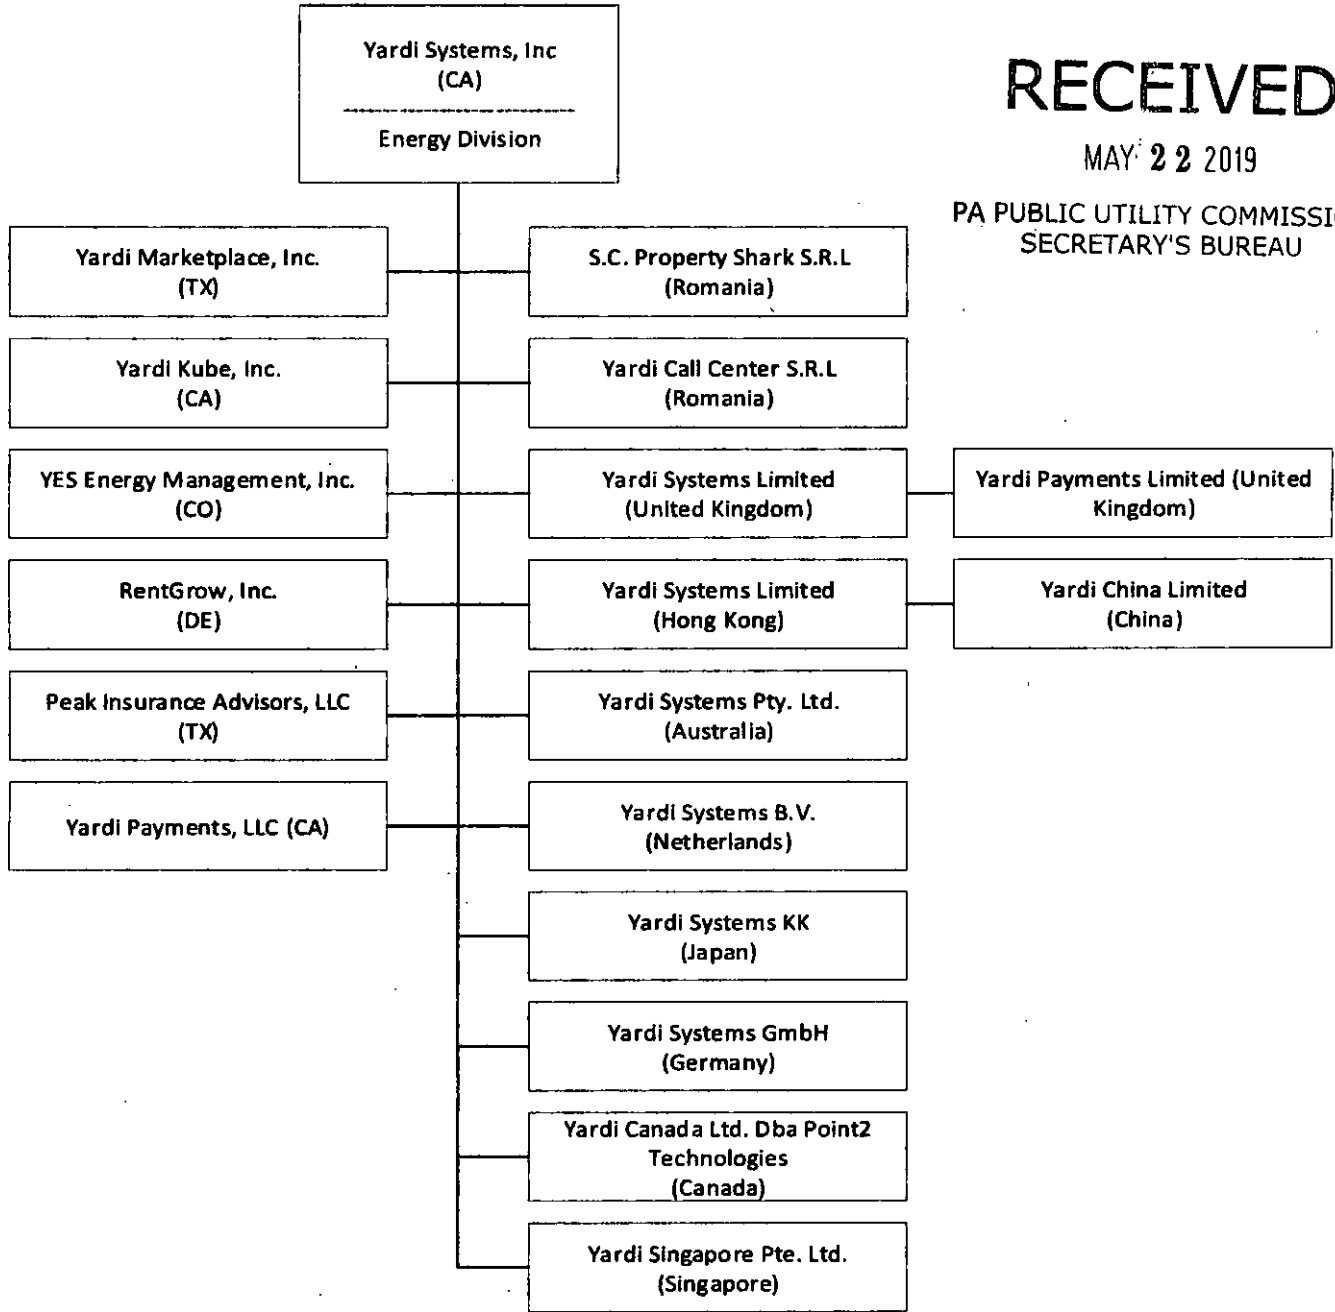 Yardi Systems, Inc
(CA)
Energy Division
RECEIVED
MAY 22 2019
PA PUBLIC UTILITY COMMISSI
SECRETARY'S BUREAU
Yardi Marketplace, Inc.
(TX)
S.C. Property Shark S.R.L
(Romania)
Yardi Kube, Inc.
(CA)
Yardi Call Center S.R.L
(Romania)
YES Energy Management, Inc.
(CO)
Yardi Systems Limited
(United Kingdom)
Yardi Payments Limited (United
Kingdom)
RentGrow, Inc.
(DE)
Yardi Systems Limited
(Hong Kong)
Yardi China Limited
(China)
Peak Insurance Advisors, LLC
(TX)
Yardi Systems Pty. Ltd.
(Australia)
Yardi Payments, LLC (CA)
Yardi Systems B.V.
(Netherlands)
Yardi Systems KK
(Japan)
Yardi Systems GmbH
(Germany)
Yardi Canada Ltd. Dba Point2
Technologies
(Canada)
Yardi Singapore Pte. Ltd.
(Singapore)